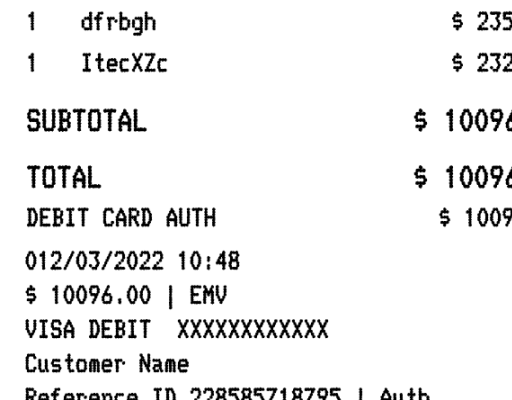 1 dfrbgh $ 235
1 ItecXZc $ 232
SUBTOTAL $ 10096
TOTAL $ 10096
DEBIT CARD AUTH $ 1009
012/03/2022 10:48
$ 10096.00 | EMV
VISA DEBIT XXXXXXXXXXXX
Customer Name
Reference ID 228585718795 | Auth